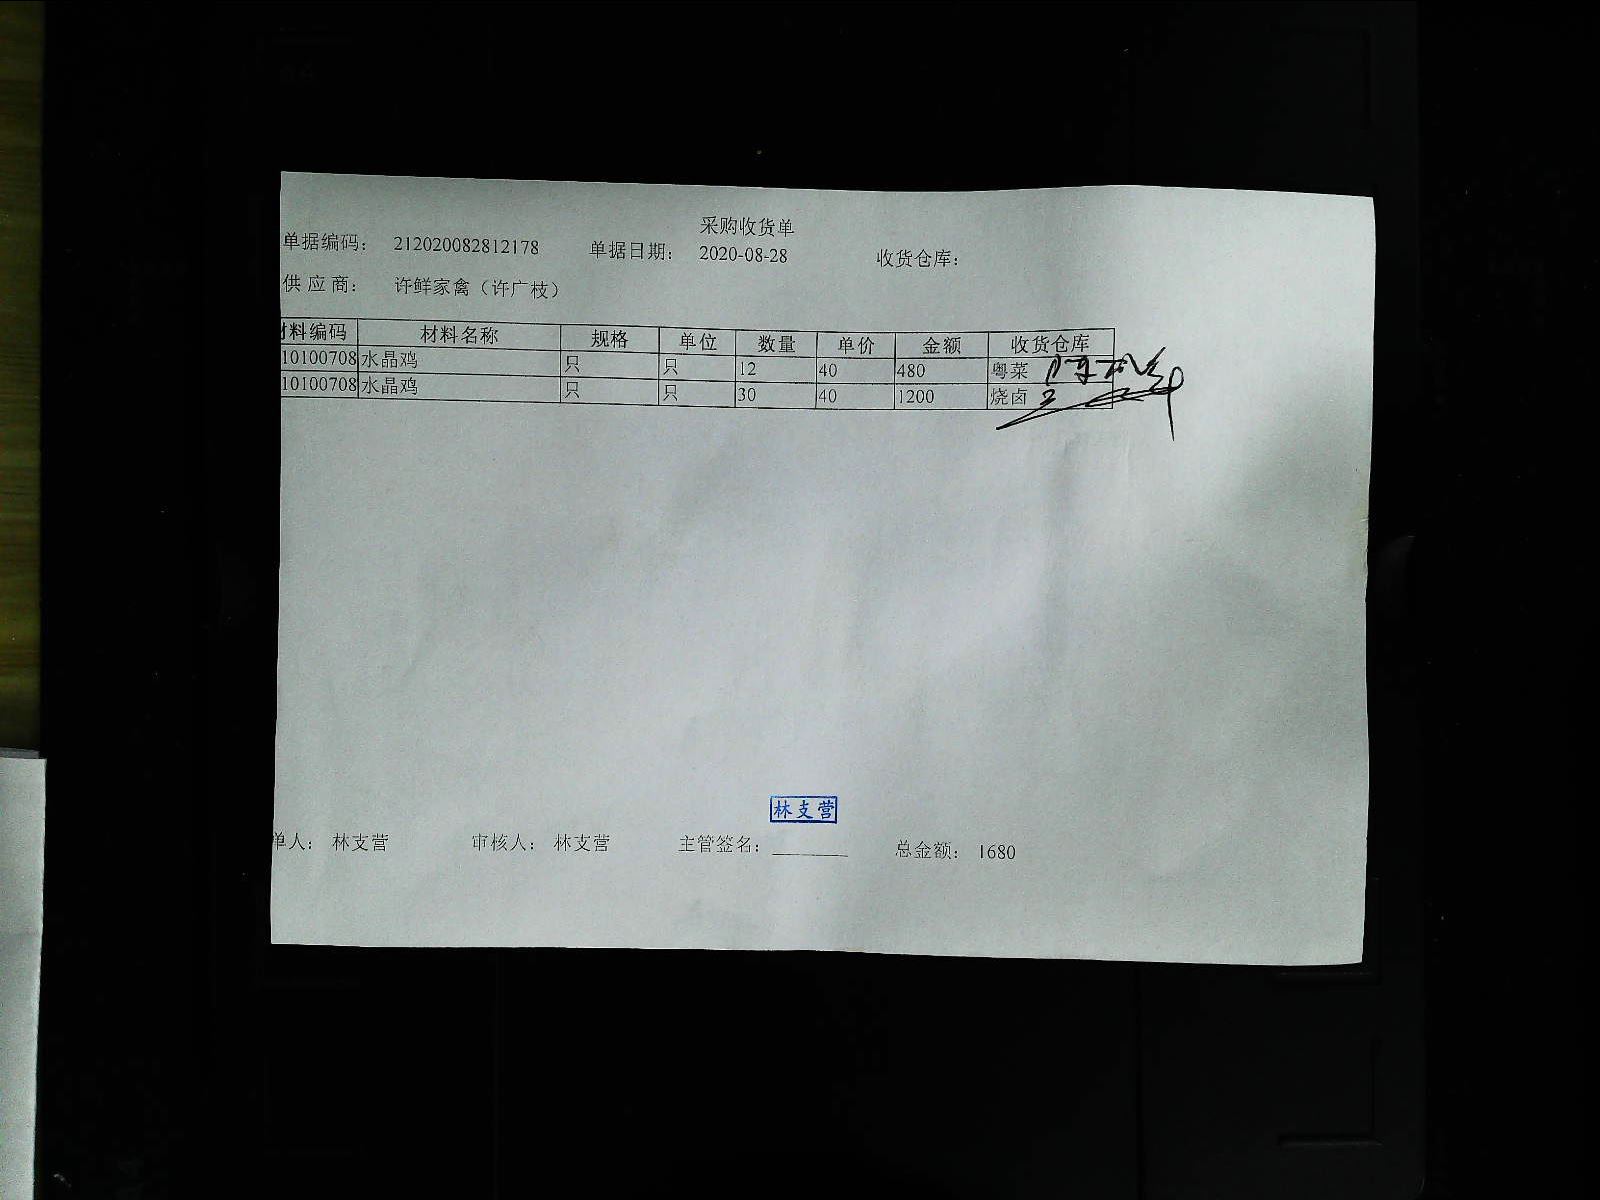 采购收货单
单据编码： 212020082812178 单据日期： 2020-08-28 收货仓库：
供应商： 许鲜家禽（许广枝）
材料编码 材料名称 规格 单位 数量 单价 金额 收货仓库
10100708 水晶鸡 只 只 12 40 480 粤菜
10100708 水晶鸡 只 只 30 40 1200 烧卤
林支营
单人： 林支营 审核人： 林支营 主管签名： 总金额： 1680